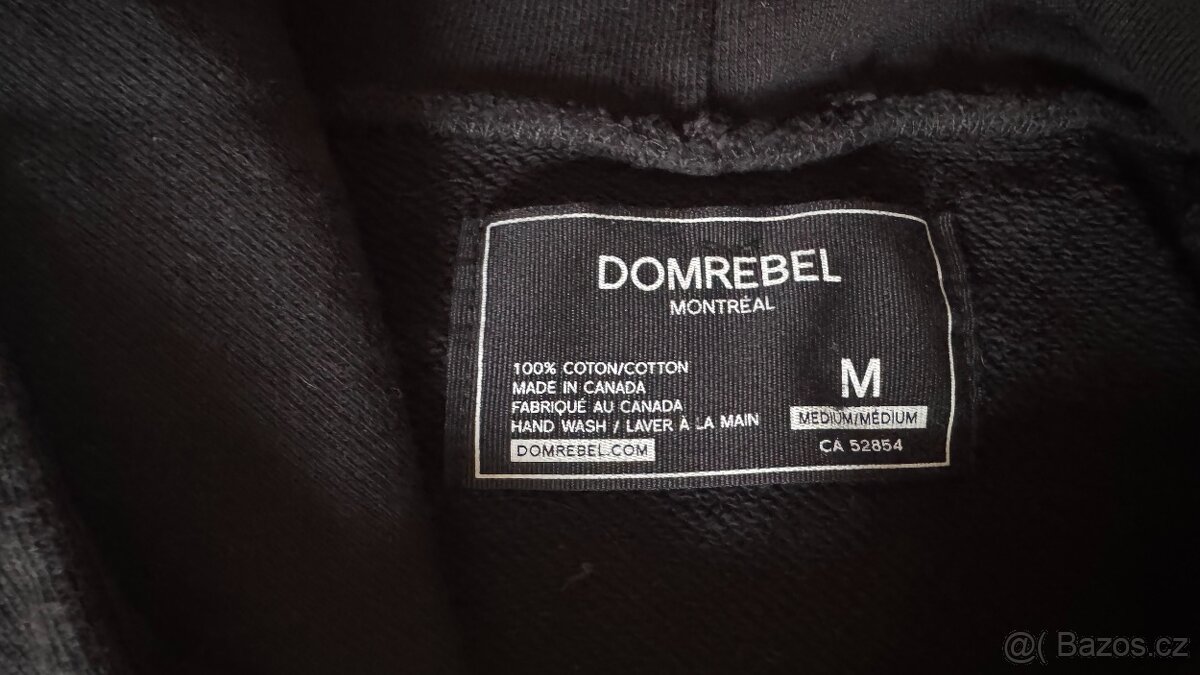 DOMREBEL
MONTRÉAL
100% COTON/COTTON
MADE IN CANADA
FABRIQUÉ AU CANADA
HAND WASH / LAVER À LA MAIN
DOMREBEL.COM
M
MEDIUM/MÉDIUM
CA 52854
@( Bazos.cz